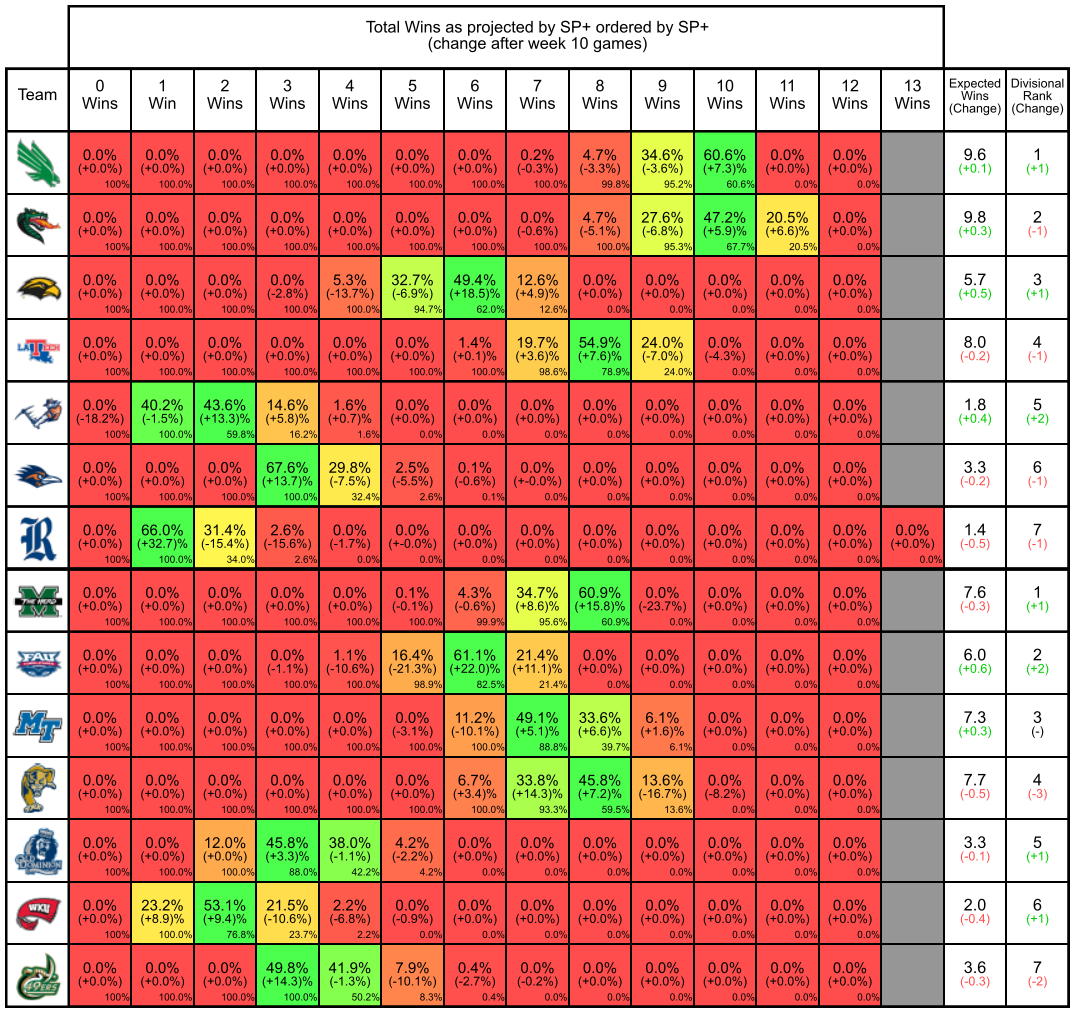 Total Wins as projected by SP+ ordered by SP+
(change after week 10 games)
Team 0 Wins 1 Win 2 Wins 3 Wins 4 Wins 5 Wins 6 Wins 7 Wins 8 Wins 9 Wins 10 Wins 11 Wins 12 Wins 13 Wins Expected Wins (Change) Divisional Rank (Change)
0.0% 0.0% 0.0% 0.0% 0.0% 0.0% 0.0% 0.2% 4.7% 34.6% 60.6% 0.0% 0.0% 9.6 1
(+0.0%) (+0.0%) (+0.0%) (+0.0%) (+0.0%) (+0.0%) (+0.0%) (-0.3%) (-3.3%) (-3.6%) (+7.3)% (+0.0%) (+0.0%) (+0.1) (+1)
100% 100.0% 100.0% 100.0% 100.0% 100.0% 100.0% 100.0% 99.8% 95.2% 60.6% 0.0% 0.0%
0.0% 0.0% 0.0% 0.0% 0.0% 0.0% 0.0% 0.0% 4.7% 27.6% 47.2% 20.5% 0.0% 9.8 2
(+0.0%) (+0.0%) (+0.0%) (+0.0%) (+0.0%) (+0.0%) (+0.0%) (-0.6%) (-5.1%) (-6.8%) (+5.9)% (+6.6)% (+0.0%) (+0.3) (-1)
100% 100.0% 100.0% 100.0% 100.0% 100.0% 100.0% 100.0% 100.0% 95.3% 67.7% 20.5% 0.0%
0.0% 0.0% 0.0% 0.0% 5.3% 32.7% 49.4% 12.6% 0.0% 0.0% 0.0% 0.0% 0.0% 5.7 3
(+0.0%) (+0.0%) (+0.0%) (-2.8%) (-13.7%) (-6.9%) (+18.5)% (+4.9)% (+0.0%) (+0.0%) (+0.0%) (+0.0%) (+0.0%) (+0.5) (+1)
100% 100.0% 100.0% 100.0% 100.0% 94.7% 62.0% 12.6% 0.0% 0.0% 0.0% 0.0% 0.0%
LA TECH 0.0% 0.0% 0.0% 0.0% 0.0% 0.0% 1.4% 19.7% 54.9% 24.0% 0.0% 0.0% 0.0% 8.0 4
(+0.0%) (+0.0%) (+0.0%) (+0.0%) (+0.0%) (+0.0%) (+0.1)% (+3.6)% (+7.6)% (-7.0%) (-4.3%) (+0.0%) (+0.0%) (-0.2) (-1)
100% 100.0% 100.0% 100.0% 100.0% 100.0% 100.0% 98.6% 78.9% 24.0% 0.0% 0.0% 0.0%
0.0% 40.2% 43.6% 14.6% 1.6% 0.0% 0.0% 0.0% 0.0% 0.0% 0.0% 0.0% 0.0% 1.8 5
(-18.2%) (-1.5%) (+13.3)% (+5.8)% (+0.7)% (+0.0%) (+0.0%) (+0.0%) (+0.0%) (+0.0%) (+0.0%) (+0.0%) (+0.0%) (+0.4) (+2)
100% 100.0% 59.8% 16.2% 1.6% 0.0% 0.0% 0.0% 0.0% 0.0% 0.0% 0.0% 0.0%
0.0% 0.0% 0.0% 67.6% 29.8% 2.5% 0.1% 0.0% 0.0% 0.0% 0.0% 0.0% 0.0% 3.3 6
(+0.0%) (+0.0%) (+0.0%) (+13.7)% (-7.5%) (-5.5%) (-0.6%) (+-0.0%) (+0.0%) (+0.0%) (+0.0%) (+0.0%) (+0.0%) (-0.2) (-1)
100% 100.0% 100.0% 100.0% 32.4% 2.6% 0.1% 0.0% 0.0% 0.0% 0.0% 0.0% 0.0%
R 0.0% 66.0% 31.4% 2.6% 0.0% 0.0% 0.0% 0.0% 0.0% 0.0% 0.0% 0.0% 0.0% 0.0% 1.4 7
(+0.0%) (+32.7)% (-15.4%) (-15.6%) (-1.7%) (+-0.0%) (+0.0%) (+0.0%) (+0.0%) (+0.0%) (+0.0%) (+0.0%) (+0.0%) (+0.0%) (-0.5) (-1)
100% 100.0% 34.0% 2.6% 0.0% 0.0% 0.0% 0.0% 0.0% 0.0% 0.0% 0.0% 0.0% 0.0%
THE HERD 0.0% 0.0% 0.0% 0.0% 0.0% 0.1% 4.3% 34.7% 60.9% 0.0% 0.0% 0.0% 0.0% 7.6 1
(+0.0%) (+0.0%) (+0.0%) (+0.0%) (+0.0%) (-0.1%) (-0.6%) (+8.6)% (+15.8)% (-23.7%) (+0.0%) (+0.0%) (+0.0%) (-0.3) (+1)
100% 100.0% 100.0% 100.0% 100.0% 100.0% 99.9% 95.6% 60.9% 0.0% 0.0% 0.0% 0.0%
FAU 0.0% 0.0% 0.0% 0.0% 1.1% 16.4% 61.1% 21.4% 0.0% 0.0% 0.0% 0.0% 0.0% 6.0 2
(+0.0%) (+0.0%) (+0.0%) (-1.1%) (-10.6%) (-21.3%) (+22.0)% (+11.1)% (+0.0%) (+0.0%) (+0.0%) (+0.0%) (+0.0%) (+0.6) (+2)
100% 100.0% 100.0% 100.0% 100.0% 98.9% 82.5% 21.4% 0.0% 0.0% 0.0% 0.0% 0.0%
MT 0.0% 0.0% 0.0% 0.0% 0.0% 0.0% 11.2% 49.1% 33.6% 6.1% 0.0% 0.0% 0.0% 7.3 3
(+0.0%) (+0.0%) (+0.0%) (+0.0%) (+0.0%) (-3.1%) (-10.1%) (+5.1)% (+6.6)% (+1.6)% (+0.0%) (+0.0%) (+0.0%) (+0.3) (-)
100% 100.0% 100.0% 100.0% 100.0% 100.0% 100.0% 88.8% 39.7% 6.1% 0.0% 0.0% 0.0%
0.0% 0.0% 0.0% 0.0% 0.0% 0.0% 6.7% 33.8% 45.8% 13.6% 0.0% 0.0% 0.0% 7.7 4
(+0.0%) (+0.0%) (+0.0%) (+0.0%) (+0.0%) (+0.0%) (+3.4)% (+14.3)% (+7.2)% (-16.7%) (-8.2%) (+0.0%) (+0.0%) (-0.5) (-3)
100% 100.0% 100.0% 100.0% 100.0% 100.0% 100.0% 93.3% 59.5% 13.6% 0.0% 0.0% 0.0%
DOMINION 0.0% 0.0% 12.0% 45.8% 38.0% 4.2% 0.0% 0.0% 0.0% 0.0% 0.0% 0.0% 0.0% 3.3 5
(+0.0%) (+0.0%) (+0.0)% (+3.3)% (-1.1%) (-2.2%) (+0.0%) (+0.0%) (+0.0%) (+0.0%) (+0.0%) (+0.0%) (+0.0%) (-0.1) (+1)
100% 100.0% 100.0% 88.0% 42.2% 4.2% 0.0% 0.0% 0.0% 0.0% 0.0% 0.0% 0.0%
WKU 0.0% 23.2% 53.1% 21.5% 2.2% 0.0% 0.0% 0.0% 0.0% 0.0% 0.0% 0.0% 0.0% 2.0 6
(+0.0%) (+8.9)% (+9.4)% (-10.6%) (-6.8%) (-0.9%) (+0.0%) (+0.0%) (+0.0%) (+0.0%) (+0.0%) (+0.0%) (+0.0%) (-0.4) (+1)
100% 100.0% 76.8% 23.7% 2.2% 0.0% 0.0% 0.0% 0.0% 0.0% 0.0% 0.0% 0.0%
49ERS 0.0% 0.0% 0.0% 49.8% 41.9% 7.9% 0.4% 0.0% 0.0% 0.0% 0.0% 0.0% 0.0% 3.6 7
(+0.0%) (+0.0%) (+0.0%) (+14.3)% (-1.3%) (-10.1%) (-2.7%) (-0.2%) (+0.0%) (+0.0%) (+0.0%) (+0.0%) (+0.0%) (-0.3) (-2)
100% 100.0% 100.0% 100.0% 50.2% 8.3% 0.4% 0.0% 0.0% 0.0% 0.0% 0.0% 0.0%